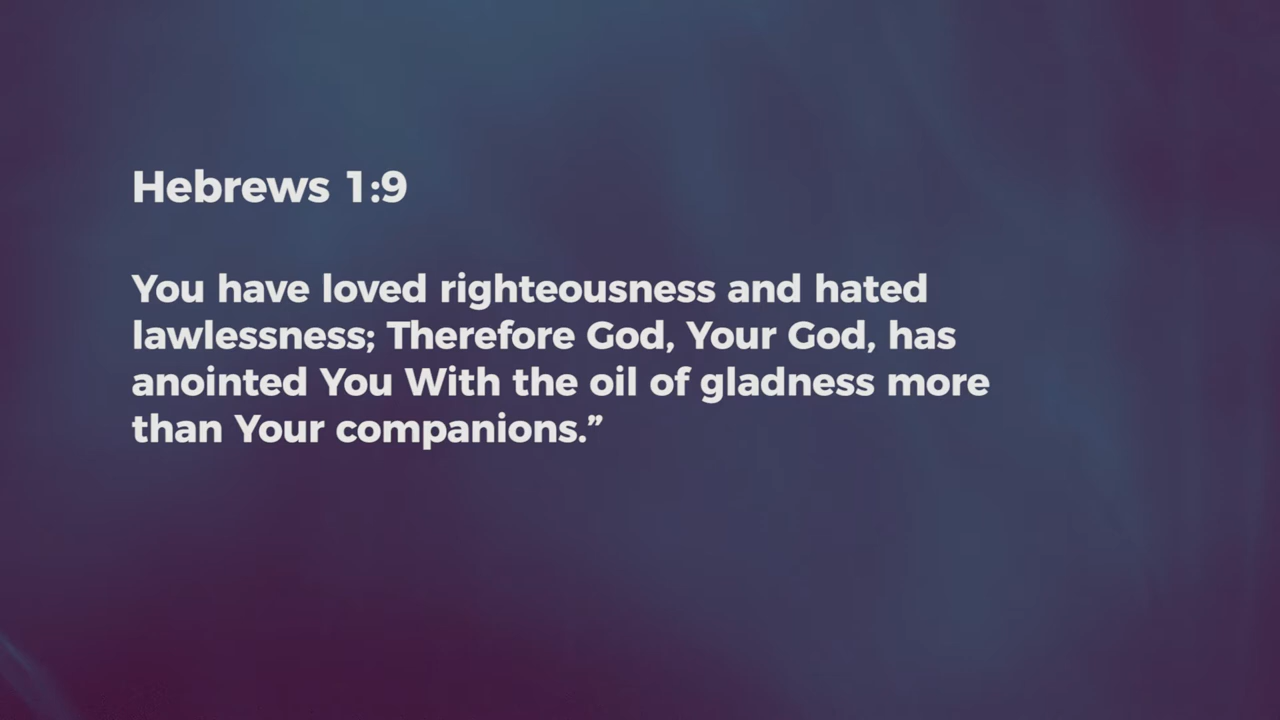 Hebrews 1:9
You have loved righteousness and hated
lawlessness; Therefore God, Your God, has
anointed You With the oil of gladness more
than Your companions.”